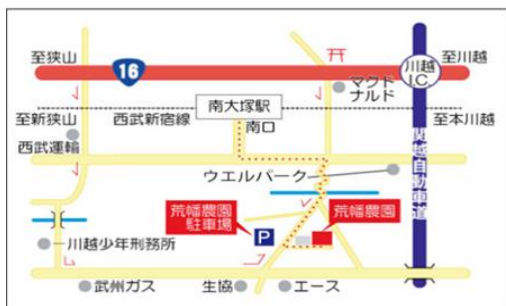 至狭山
16
川越
I.C.
至川越
マクド
ナルド
南大塚駅
至新狭山
西武新宿線
南口
至本川越
西武運輸
関越自動車道
ウエルパーク
荒幡農園
駐車場
荒幡農園
P
川越少年刑務所
武州ガス
生協
エース